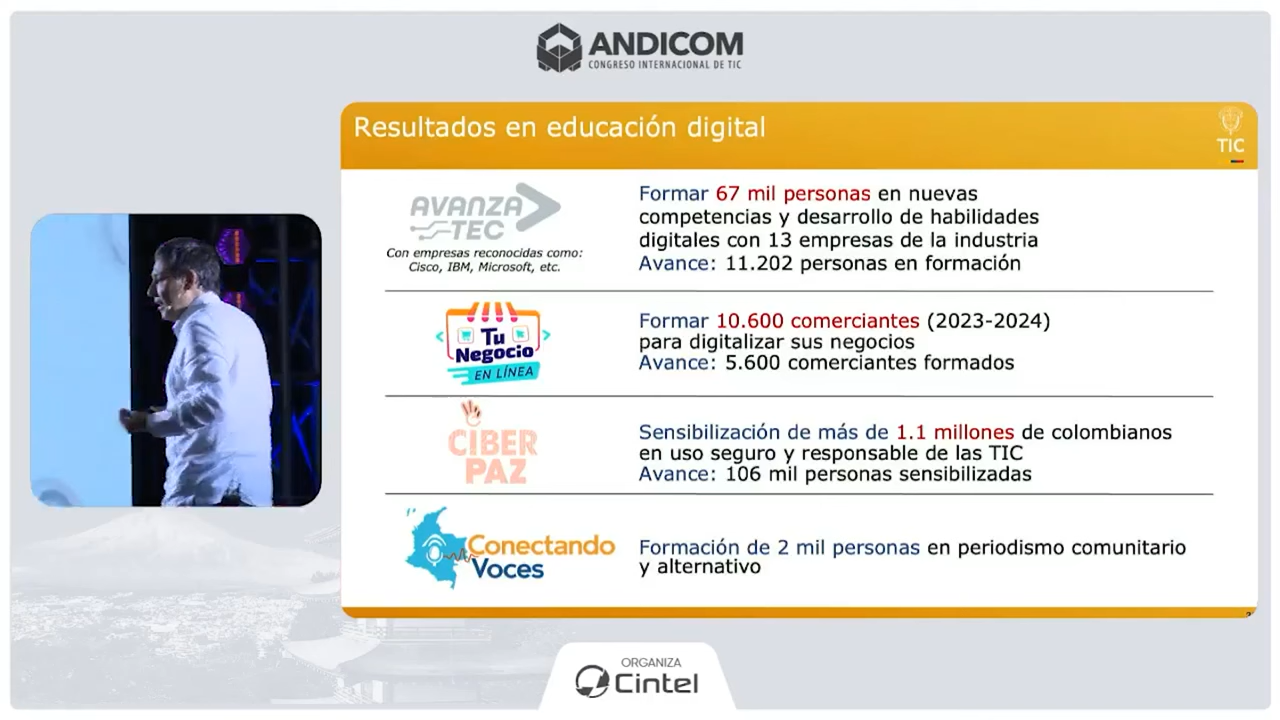 ANDICOM
CONGRESO INTERNACIONAL DE TIC
Resultados en educación digital
TIC
AVANZA
TEC
Con empresas reconocidas como:
Cisco, IBM, Microsoft, etc.
Formar 67 mil personas en nuevas
competencias y desarrollo de habilidades
digitales con 13 empresas de la industria
Avance: 11.202 personas en formación
Tu
Negocio
EN LÍNEA
Formar 10.600 comerciantes (2023-2024)
para digitalizar sus negocios
Avance: 5.600 comerciantes formados
CIBER
PAZ
Sensibilización de más de 1.1 millones de colombianos
en uso seguro y responsable de las TIC
Avance: 106 mil personas sensibilizadas
Conectando
Voces
Formación de 2 mil personas en periodismo comunitario
y alternativo
ORGANIZA
Cintel